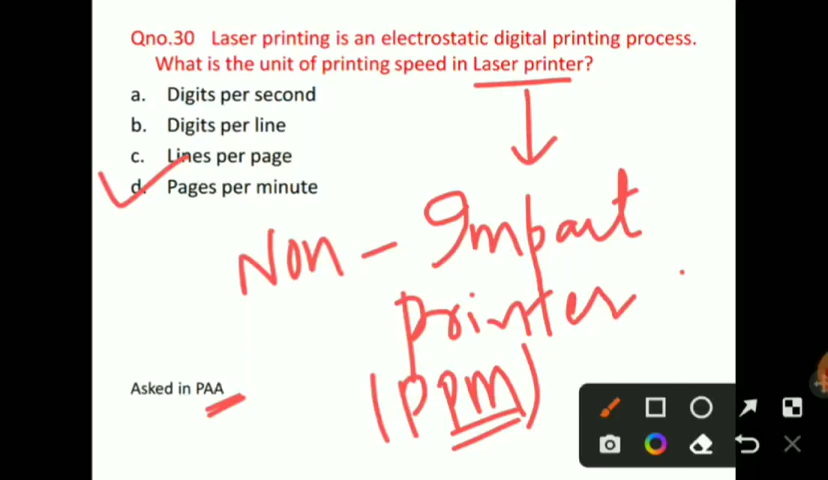 Qno.30 Laser printing is an electrostatic digital printing process.
What is the unit of printing speed in Laser printer?
a. Digits per second
b. Digits per line
c. Lines per page
d. Pages per minute
Non - Impact
Printer
(PPM)
Asked in PAA